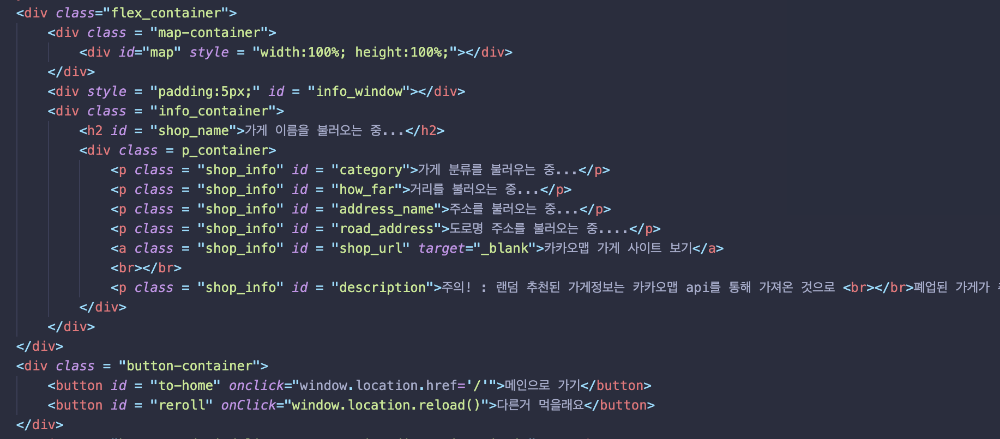 <div class="flex_container">
<div class = "map-container">
<div id="map" style = "width:100%; height:100%;"></div>
</div>
<div style = "padding:5px;" id = "info_window"></div>
<div class = "info_container">
<h2 id = "shop_name">가게 이름을 불러오는 중...</h2>
<div class = p_container>
<p class = "shop_info" id = "category">가게 분류를 불러우는 중...</p>
<p class = "shop_info" id = "how_far">거리를 불러오는 중...</p>
<p class = "shop_info" id = "address_name">주소를 불러오는 중...</p>
<p class = "shop_info" id = "road_address">도로명 주소를 불러오는 중....</p>
<a class = "shop_info" id = "shop_url" target="_blank">카카오맵 가게 사이트 보기</a>
<br></br>
<p class = "shop_info" id = "description">주의! : 랜덤 추천된 가게정보는 카카오맵 api를 통해 가져온 것으로 <br></br>폐업된 가게가
</div>
</div>
</div>
<div class = "button-container">
<button id = "to-home" onclick="window.location.href='/'">메인으로 가기</button>
<button id = "reroll" onClick="window.location.reload()">다른거 먹을래요</button>
</div>